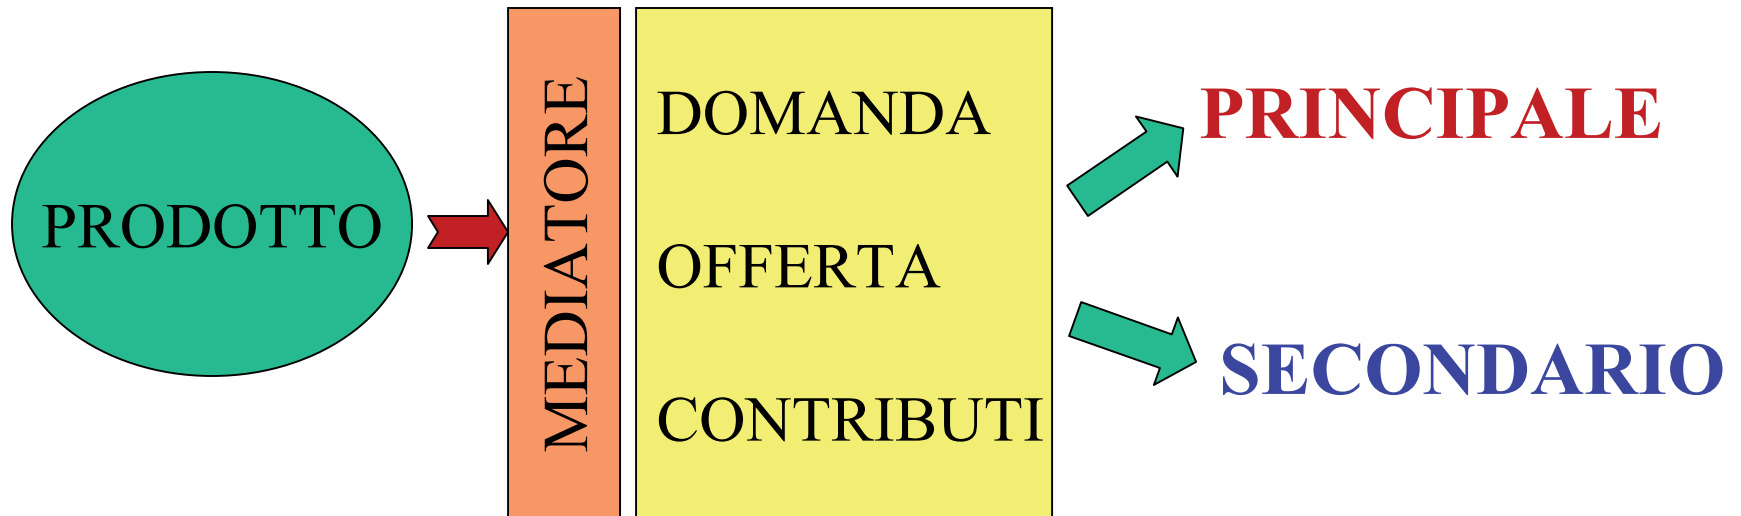 PRODOTTO
MEDIATORE
DOMANDA
OFFERTA
CONTRIBUTI
PRINCIPALE
SECONDARIO